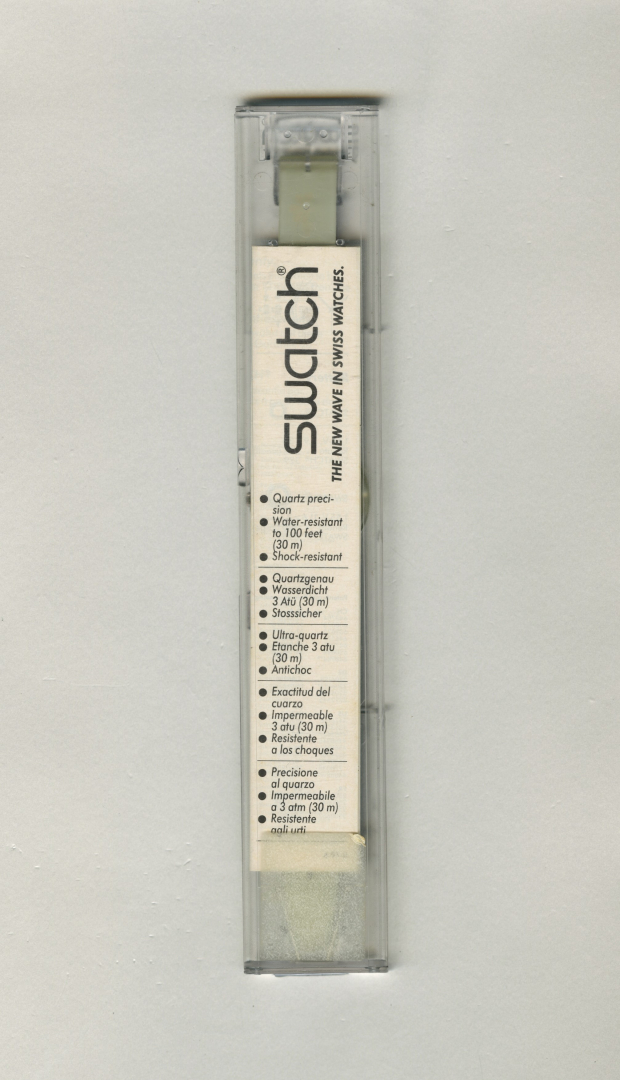 swatch®
THE NEW WAVE IN SWISS WATCHES.
● Quartz preci-
sion
● Water-resistant
to 100 feet
(30 m)
● Shock-resistant
● Quartzgenau
● Wasserdicht
3 Atü (30 m)
● Stosssicher
● Ultra-quartz
● Etanche 3 atu
(30 m)
● Antichoc
● Exactitud del
cuarzo
● Impermeable
3 atu (30 m)
● Resistente
a los choques
● Precisione
al quarzo
● Impermeabile
a 3 atm (30 m)
● Resistente
agli urti